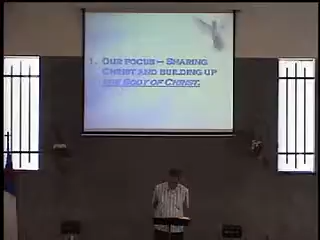 1. Our focus – Sharing
Christ and building up
the Body of Christ.